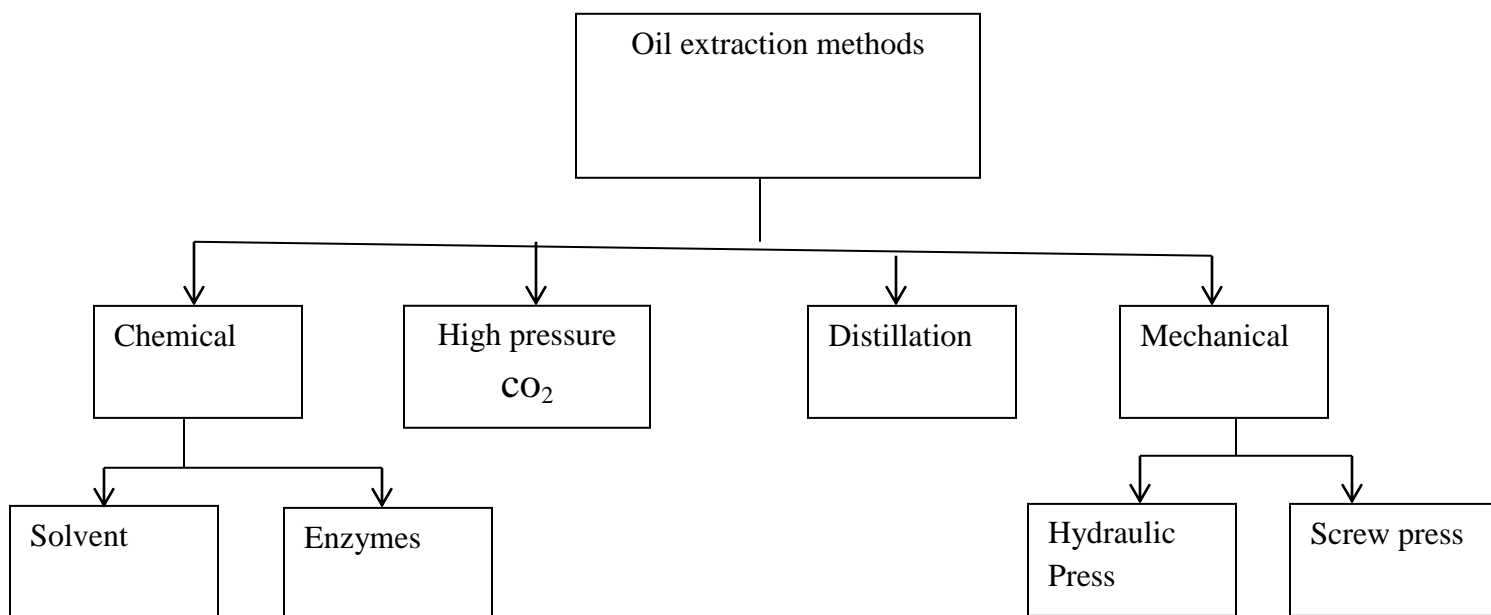 Oil extraction methods
Chemical
High pressure
co₂
Distillation
Mechanical
Solvent
Enzymes
Hydraulic
Press
Screw press